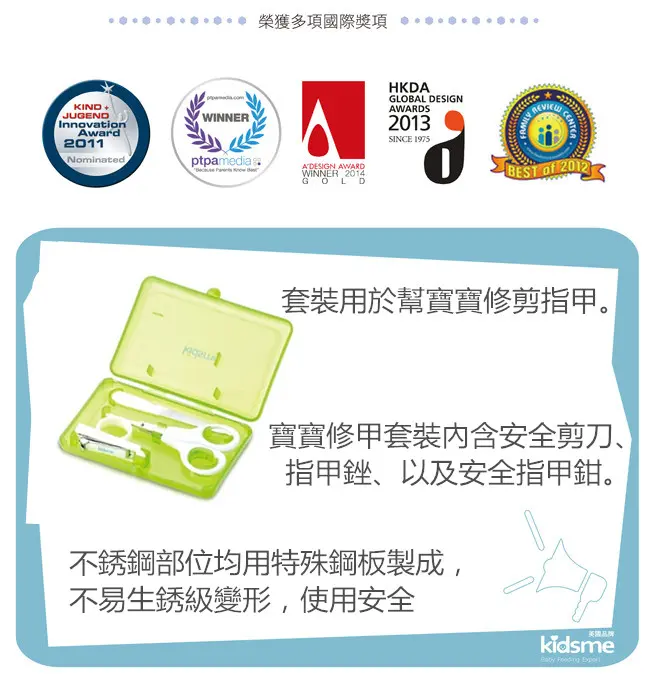 榮獲多項國際獎項
KIND +
JUGEND
Innovation
Award
2011
Nominated
ptpamedia.com
WINNER
ptpamedia
"Because Parents Know Best"
A'DESIGN AWARD
WINNER 2014
GOLD
HKDA
GLOBAL DESIGN
AWARDS
2013
SINCE 1975
FAMILY REVIEW CENTER
BEST of 2012
套裝用於幫寶寶修剪指甲。
kidsme
寶寶修甲套裝內含安全剪刀、
指甲銼、以及安全指甲鉗。
不銹鋼部位均用特殊鋼板製成，
不易生銹級變形，使用安全
英國品牌
kidsme
Baby Feeding Expert